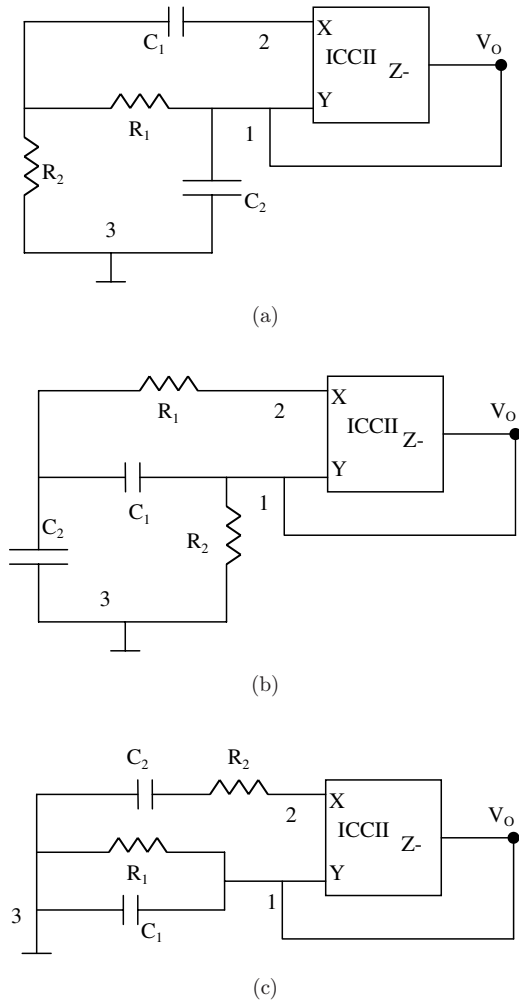 X
C1
2
ICCII
Z-
VO
Y
R1
1
R2
C2
3
(a)
X
R1
2
ICCII
Z-
VO
Y
C1
1
C2
R2
3
(b)
C2
R2
X
2
ICCII
Z-
VO
R1
Y
1
3
C1
(c)